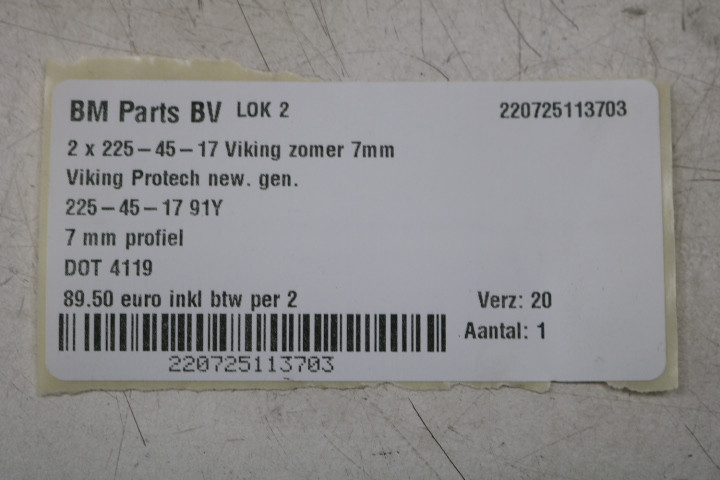 BM Parts BV LOK 2 220725113703
2 x 225-45-17 Viking zomer 7mm
Viking Protech new. gen.
225-45-17 91Y
7 mm profiel
DOT 4119
89.50 euro inkl btw per 2 Verz: 20
Aantal: 1
220725113703